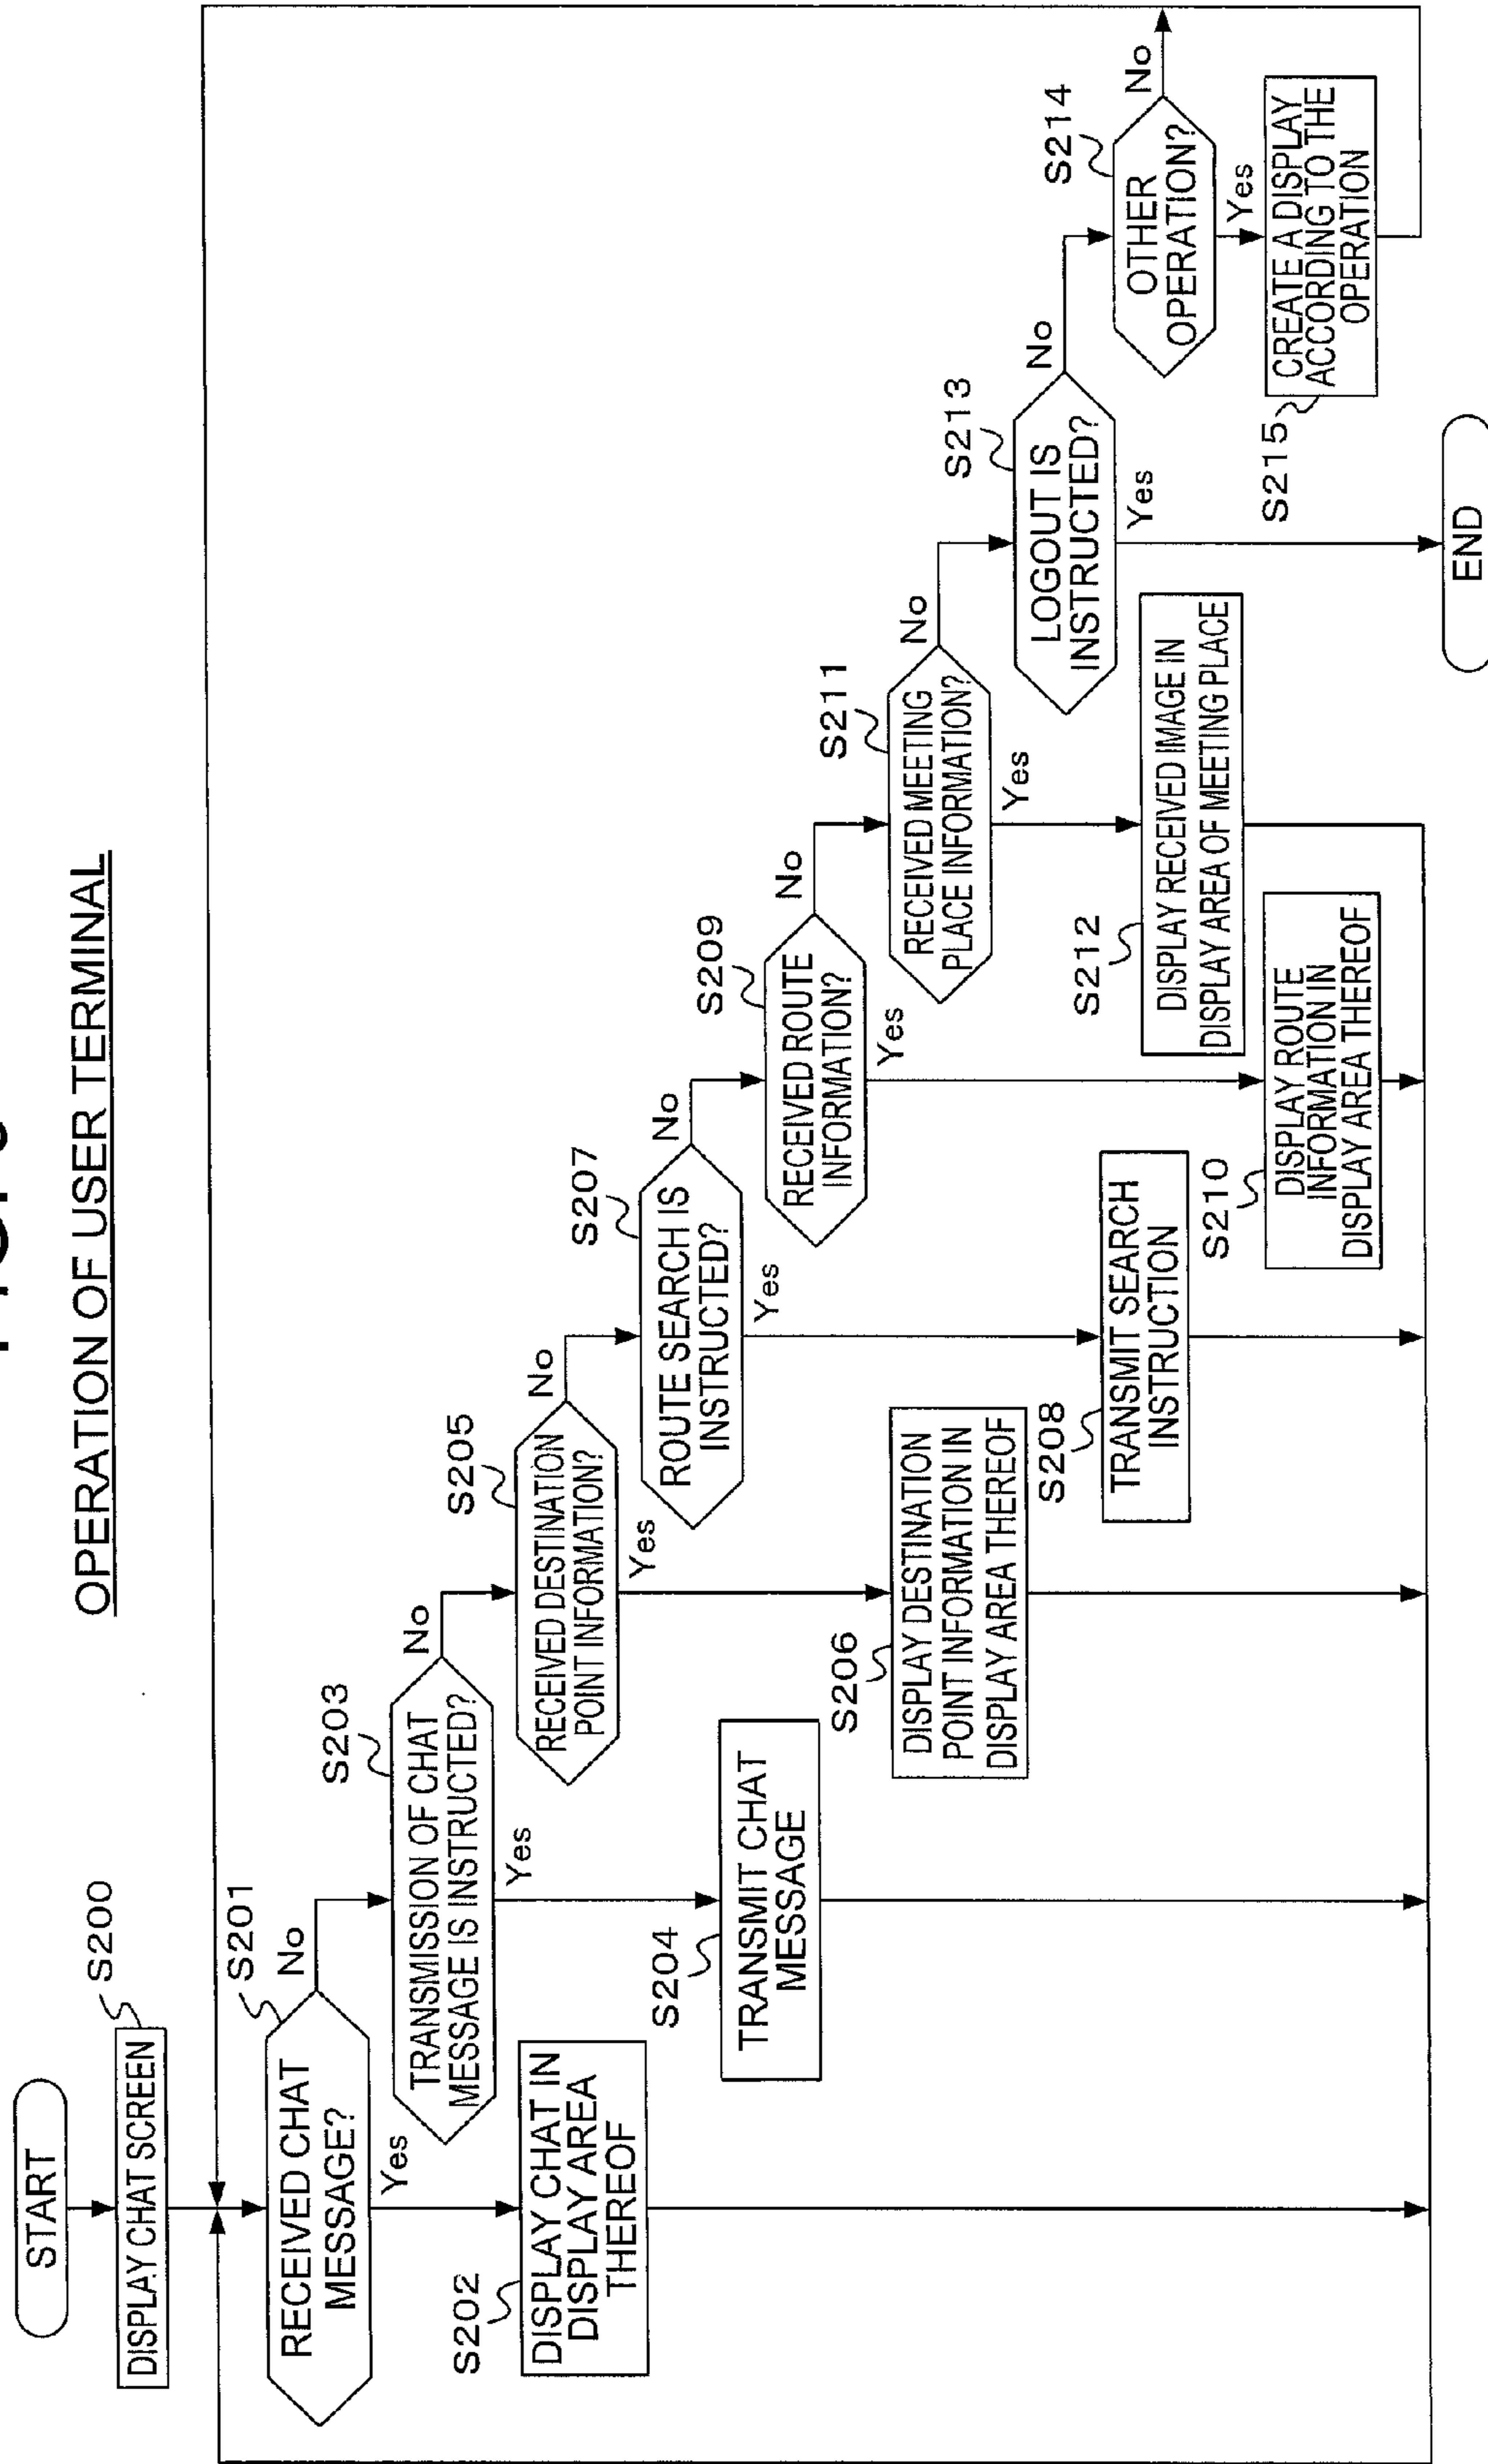 OPERATION OF USER TERMINAL
START
S200
DISPLAY CHAT SCREEN
S201
RECEIVED CHAT
MESSAGE?
No
Yes
S202
DISPLAY CHAT IN
DISPLAY AREA
THEREOF
S203
TRANSMISSION OF CHAT
MESSAGE IS INSTRUCTED?
No
Yes
S204
TRANSMIT CHAT
MESSAGE
S205
RECEIVED DESTINATION
POINT INFORMATION?
No
Yes
S206
DISPLAY DESTINATION
POINT INFORMATION IN
DISPLAY AREA THEREOF
S207
ROUTE SEARCH IS
INSTRUCTED?
No
Yes
S208
TRANSMIT SEARCH
INSTRUCTION
S209
RECEIVED ROUTE
INFORMATION?
No
Yes
S210
DISPLAY ROUTE
INFORMATION IN
DISPLAY AREA THEREOF
S211
RECEIVED MEETING
PLACE INFORMATION?
No
Yes
S212
DISPLAY RECEIVED IMAGE IN
DISPLAY AREA OF MEETING PLACE
S213
LOGOUT IS
INSTRUCTED?
No
Yes
S214
OTHER
OPERATION?
No
Yes
S215
CREATE A DISPLAY
ACCORDING TO THE
OPERATION
END